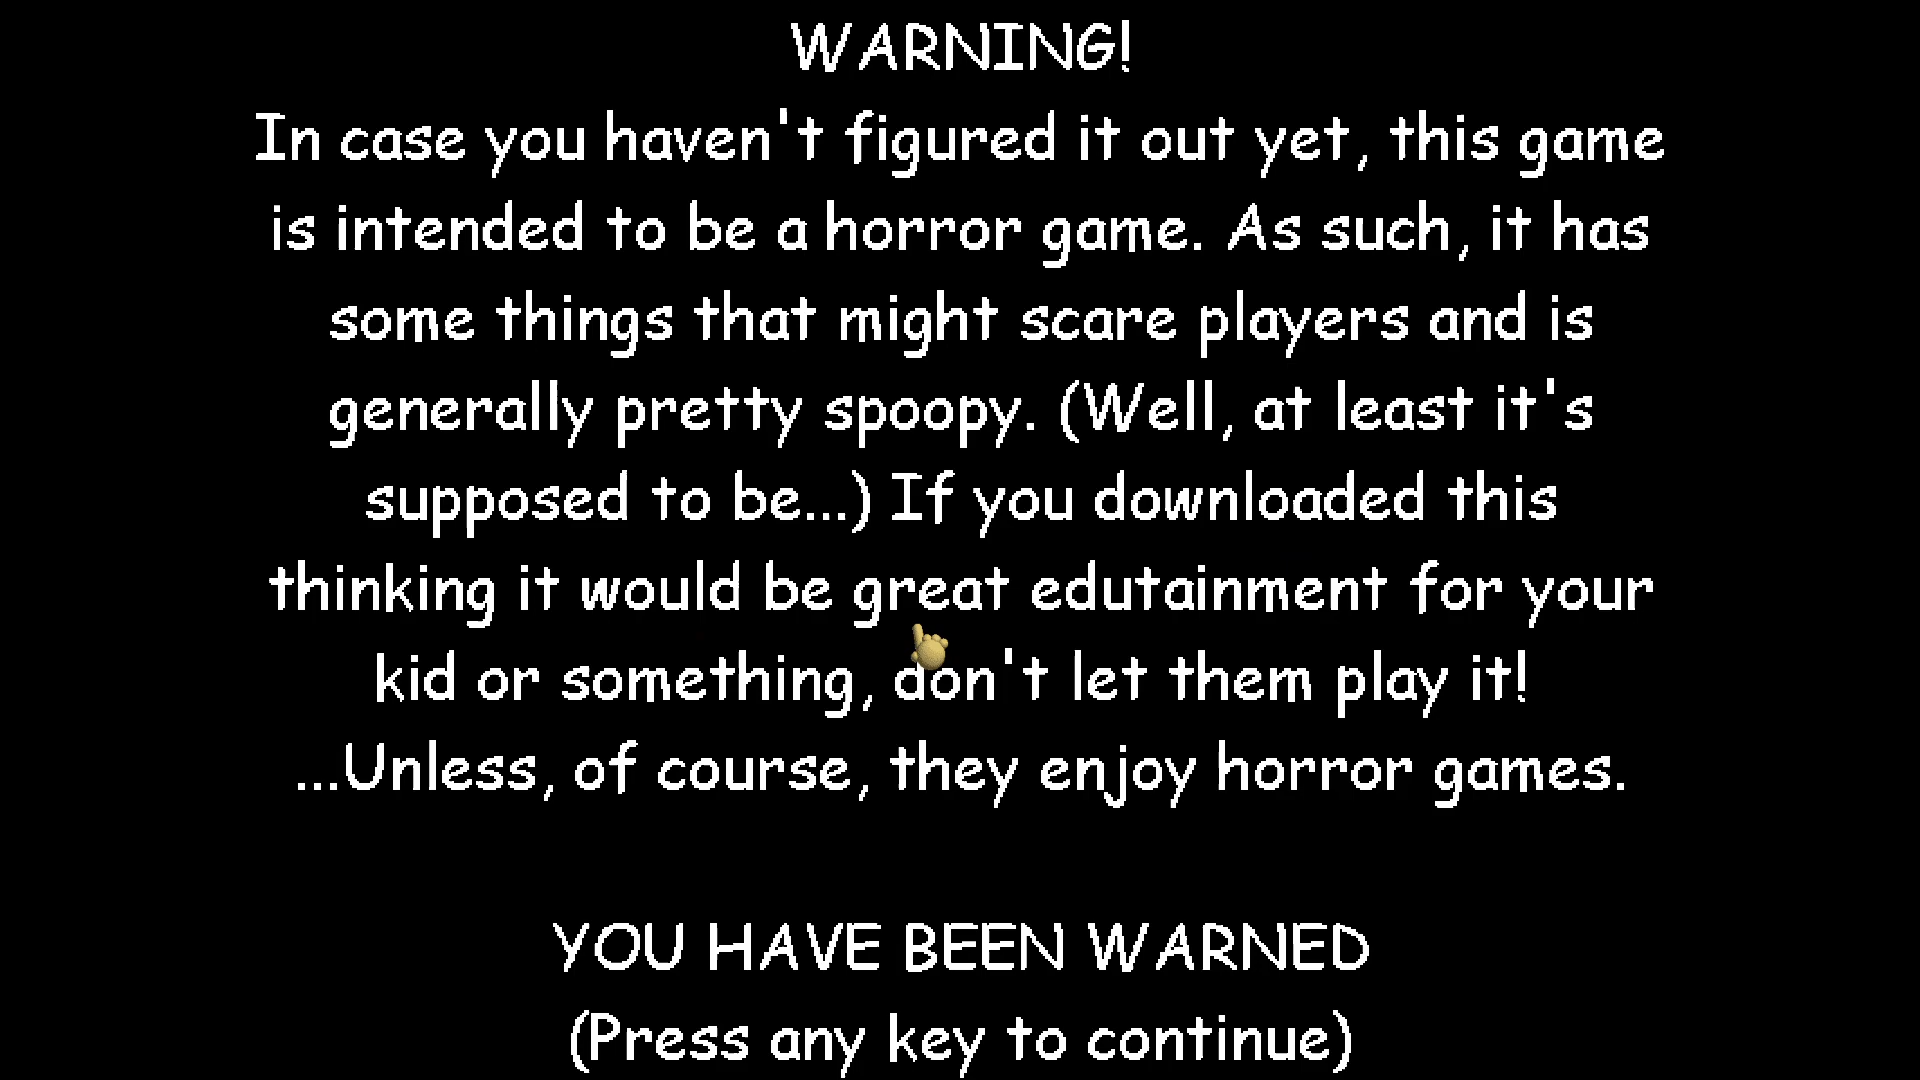 WARNING!
In case you haven't figured it out yet, this game
is intended to be a horror game. As such, it has
some things that might scare players and is
generally pretty spoopy. (Well, at least it's
supposed to be...) If you downloaded this
thinking it would be great edutainment for your
kid or something, don't let them play it!
...Unless, of course, they enjoy horror games.
YOU HAVE BEEN WARNED
(Press any key to continue)